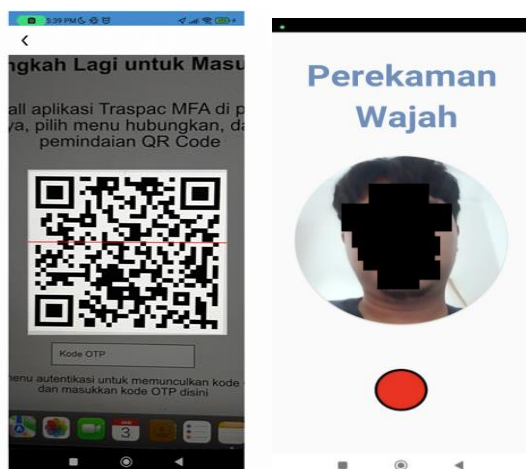 5:39 PM
ngkah Lagi untuk Masu
all aplikasi Traspac MFA di p
ya, pilih menu hubungkan, da
pemindaian QR Code
Kode OTP
enu autentikasi untuk memunculkan kode
dan masukkan kode OTP disini
3
Perekaman
Wajah